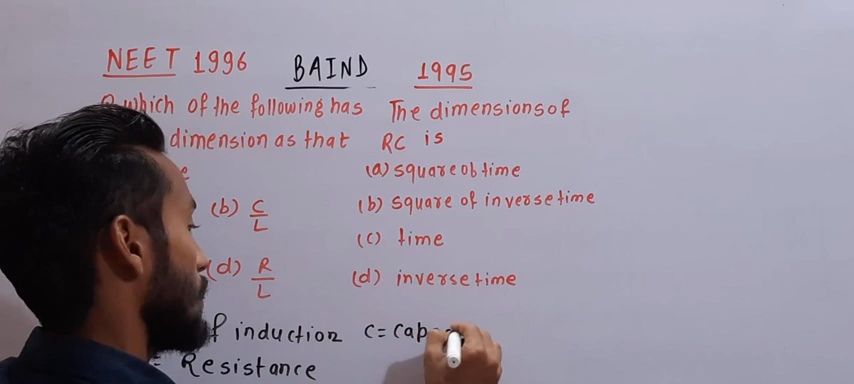 NEET 1996 BAIND 1995
which of the following has
dimension as that
(b) C/L
(d) R/L
The dimensions of
RC is
(a) square ob time
(b) square of inverse time
(c) time
(d) inverse time
induction C = Cap
= Resistance